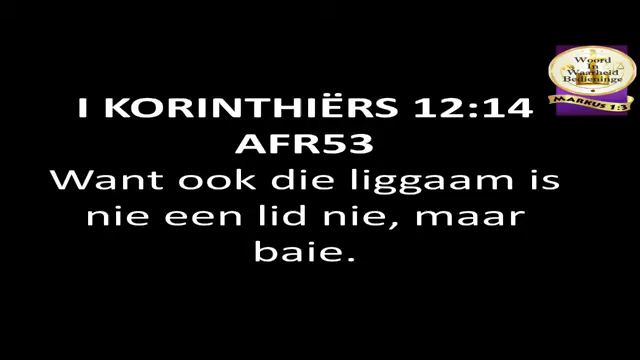 Woord
In
Waarheid
Bedieninge
MARKUS 1:3
I KORINTHIËRS 12:14
AFR53
Want ook die liggaam is
nie een lid nie, maar
baie.